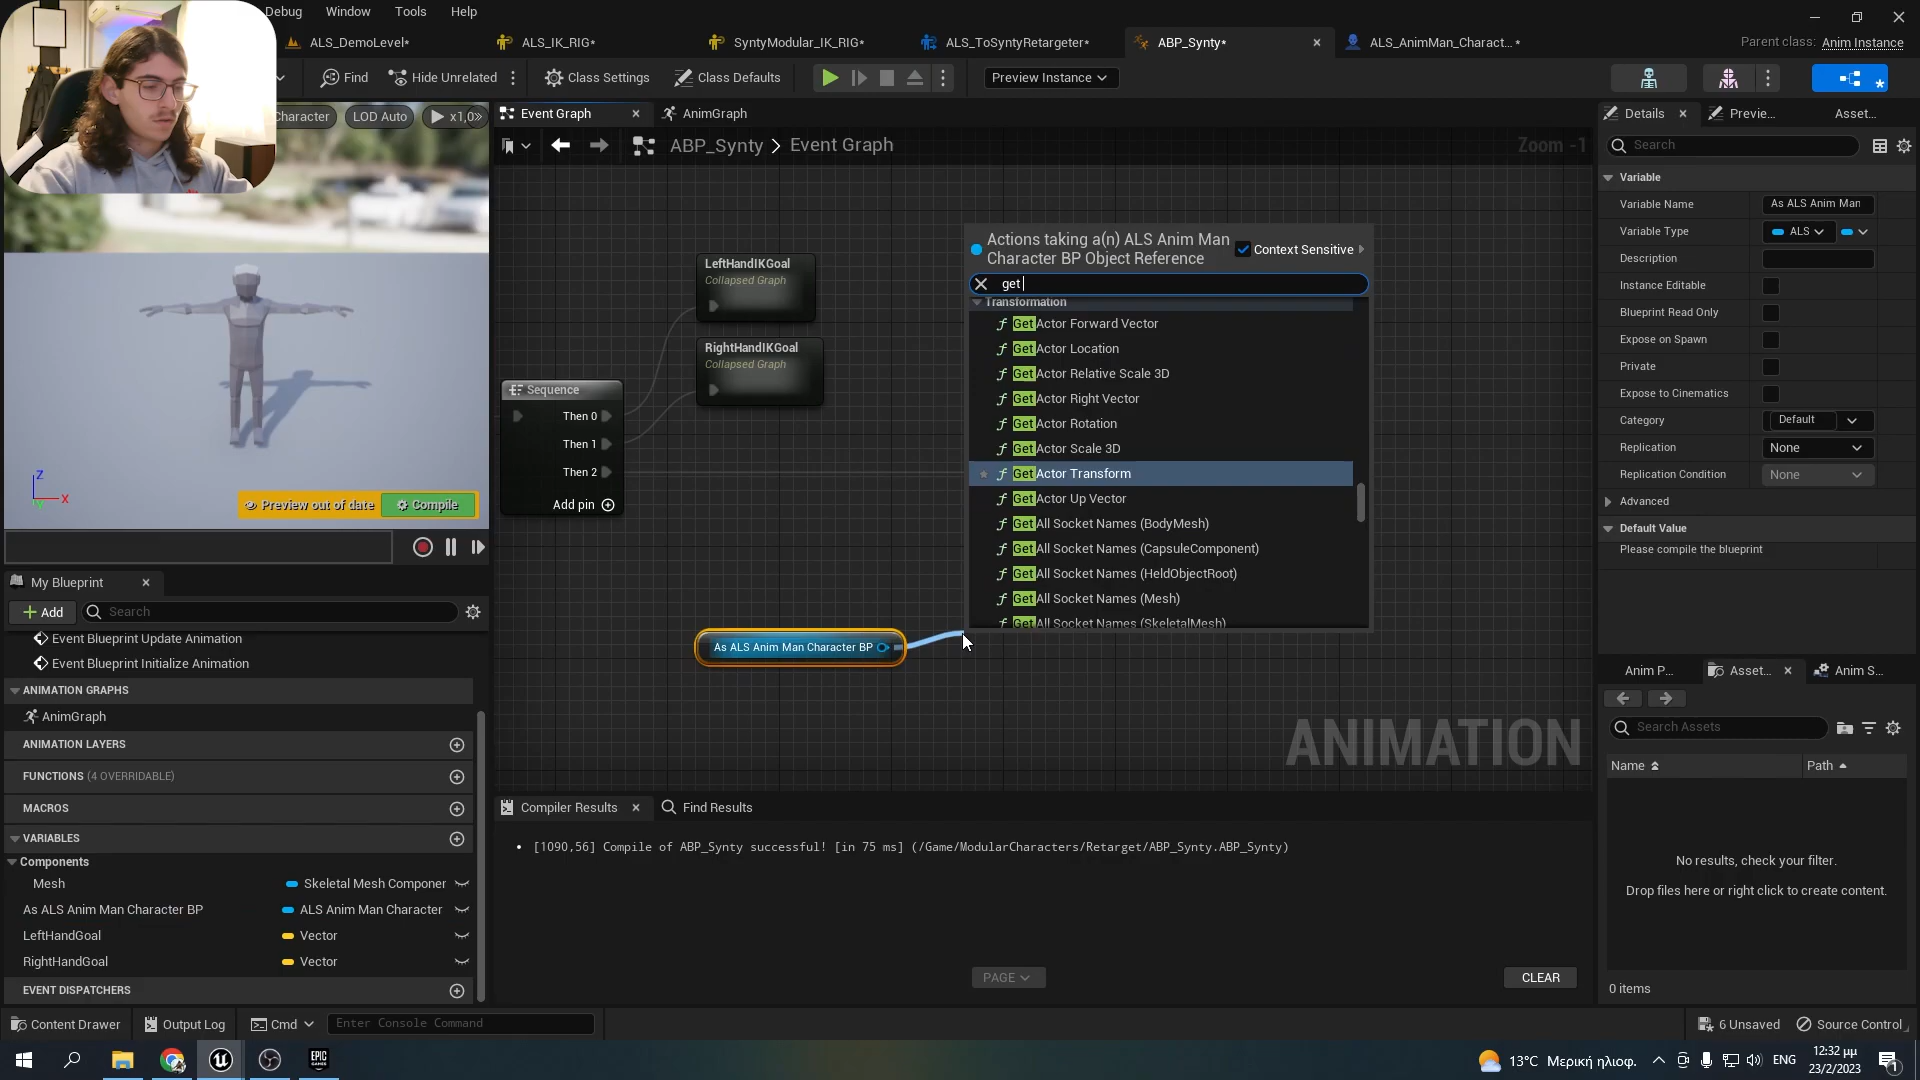 Debug
Window
Tools
Help
ALS_DemoLevel*
ALS_IK_RIG*
SyntyModular_IK_RIG*
ALS_ToSyntyRetargeter*
ABP_Synty*
ALS_AnimMan_Charact... *
Parent class: Anim Instance
Find
Hide Unrelated
Class Settings
Class Defaults
Preview Instance
Character
LOD Auto
x1,0
Event Graph
AnimGraph
Details
Previe...
Asset...
ABP_Synty > Event Graph
Zoom -1
Search
Variable
Variable Name
As ALS Anim Man
Variable Type
ALS
Description
Instance Editable
Blueprint Read Only
Expose on Spawn
Private
Expose to Cinematics
Category
Default
Replication
None
Replication Condition
None
Advanced
Default Value
Please compile the blueprint
LeftHandIKGoal
Collapsed Graph
RightHandIKGoal
Collapsed Graph
Sequence
Then 0
Then 1
Then 2
Add pin
Actions taking a(n) ALS Anim Man
Character BP Object Reference
Context Sensitive
get
Transformation
Get Actor Forward Vector
Get Actor Location
Get Actor Relative Scale 3D
Get Actor Right Vector
Get Actor Rotation
Get Actor Scale 3D
Get Actor Transform
Get Actor Up Vector
Get All Socket Names (BodyMesh)
Get All Socket Names (CapsuleComponent)
Get All Socket Names (HeldObjectRoot)
Get All Socket Names (Mesh)
Get All Socket Names (SkeletalMesh)
As ALS Anim Man Character BP
ANIMATION
Z
X
Preview out of date
Compile
My Blueprint
Add
Search
Event Blueprint Update Animation
Event Blueprint Initialize Animation
ANIMATION GRAPHS
AnimGraph
ANIMATION LAYERS
FUNCTIONS (4 OVERRIDABLE)
MACROS
VARIABLES
Components
Mesh
Skeletal Mesh Componer
As ALS Anim Man Character BP
ALS Anim Man Character
LeftHandGoal
Vector
RightHandGoal
Vector
EVENT DISPATCHERS
Compiler Results
Find Results
[1090,56] Compile of ABP_Synty successful! [in 75 ms] (/Game/ModularCharacters/Retarget/ABP_Synty.ABP_Synty)
PAGE
CLEAR
Anim P...
Asset...
Anim S...
Search Assets
Name
Path
No results, check your filter.
Drop files here or right click to create content.
0 items
Content Drawer
Output Log
Cmd
Enter Console Command
6 Unsaved
Source Control
EPIC
GAMES
13°C Μερική ηλιοφ.
ENG
12:32 μμ
23/2/2023
1